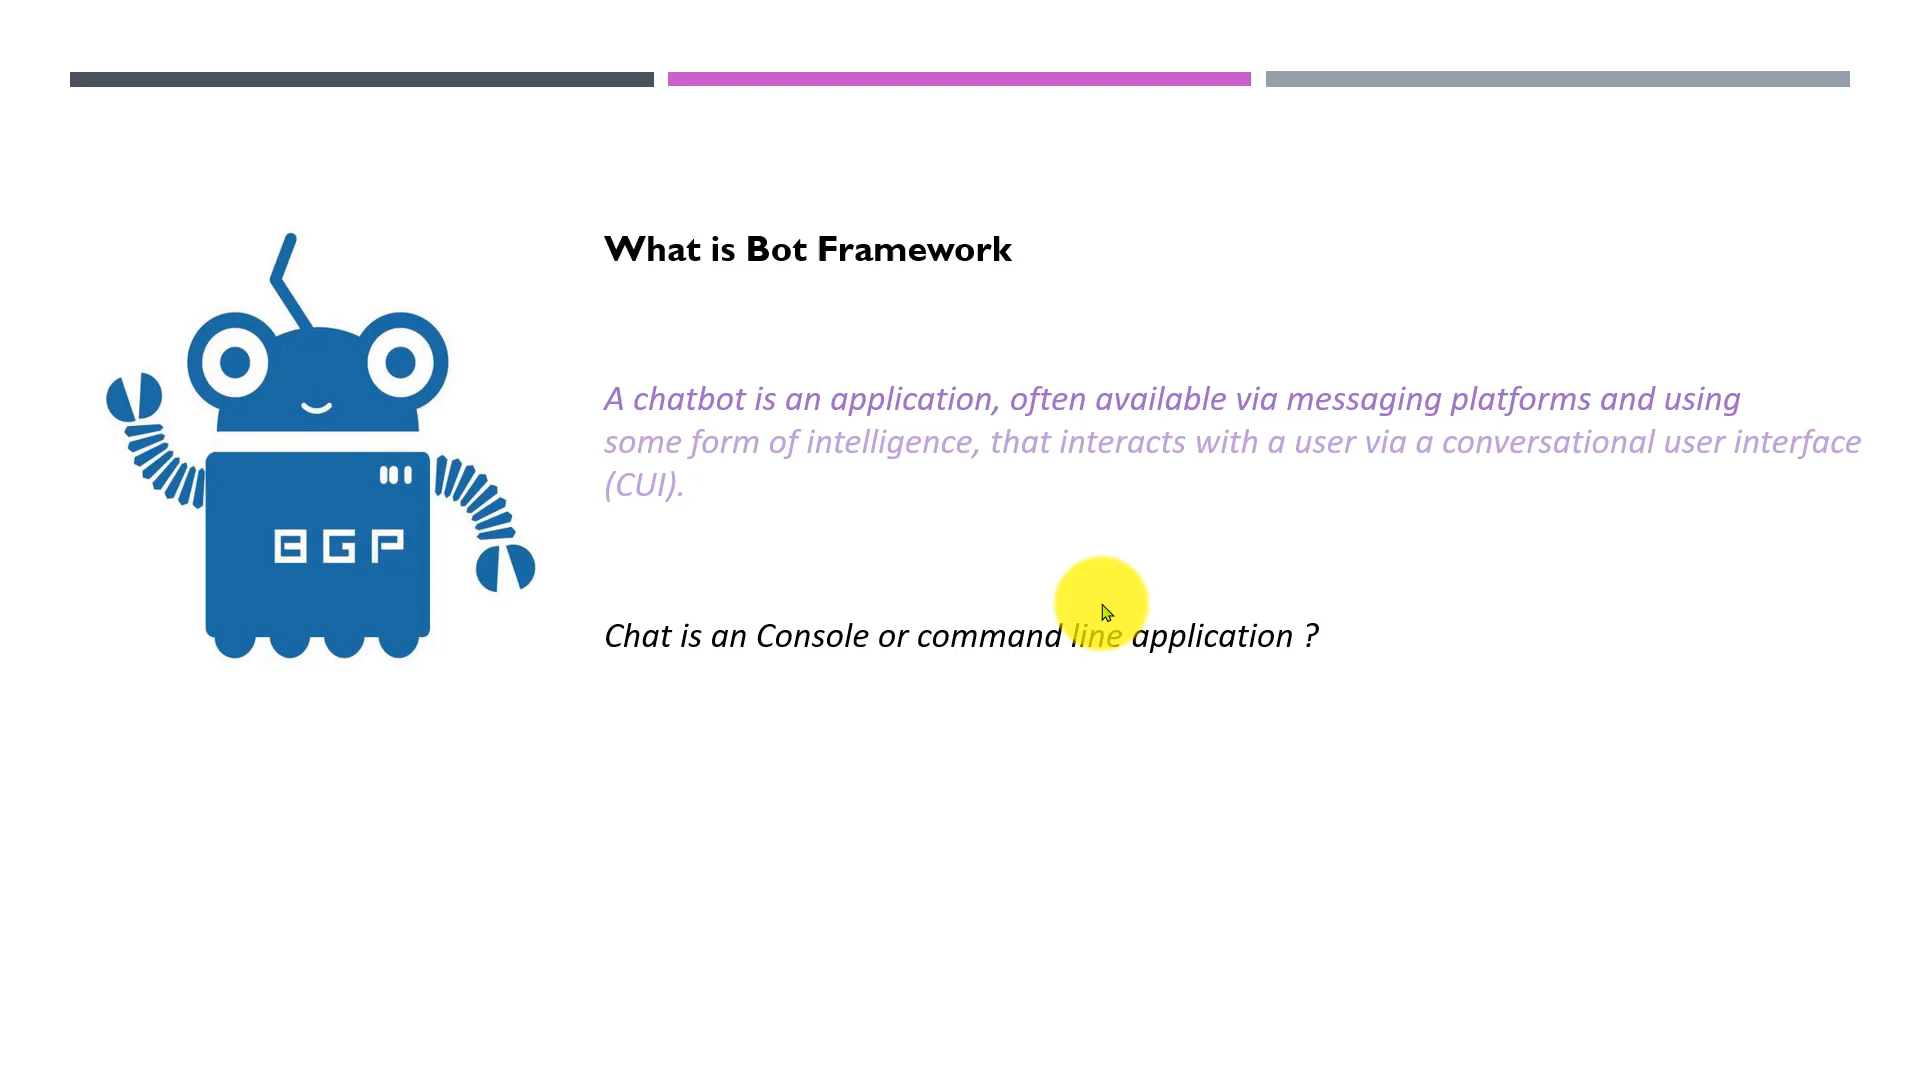 What is Bot Framework
A chatbot is an application, often available via messaging platforms and using
some form of intelligence, that interacts with a user via a conversational user interface
(CUI).
BGP
Chat is an Console or command line application ?